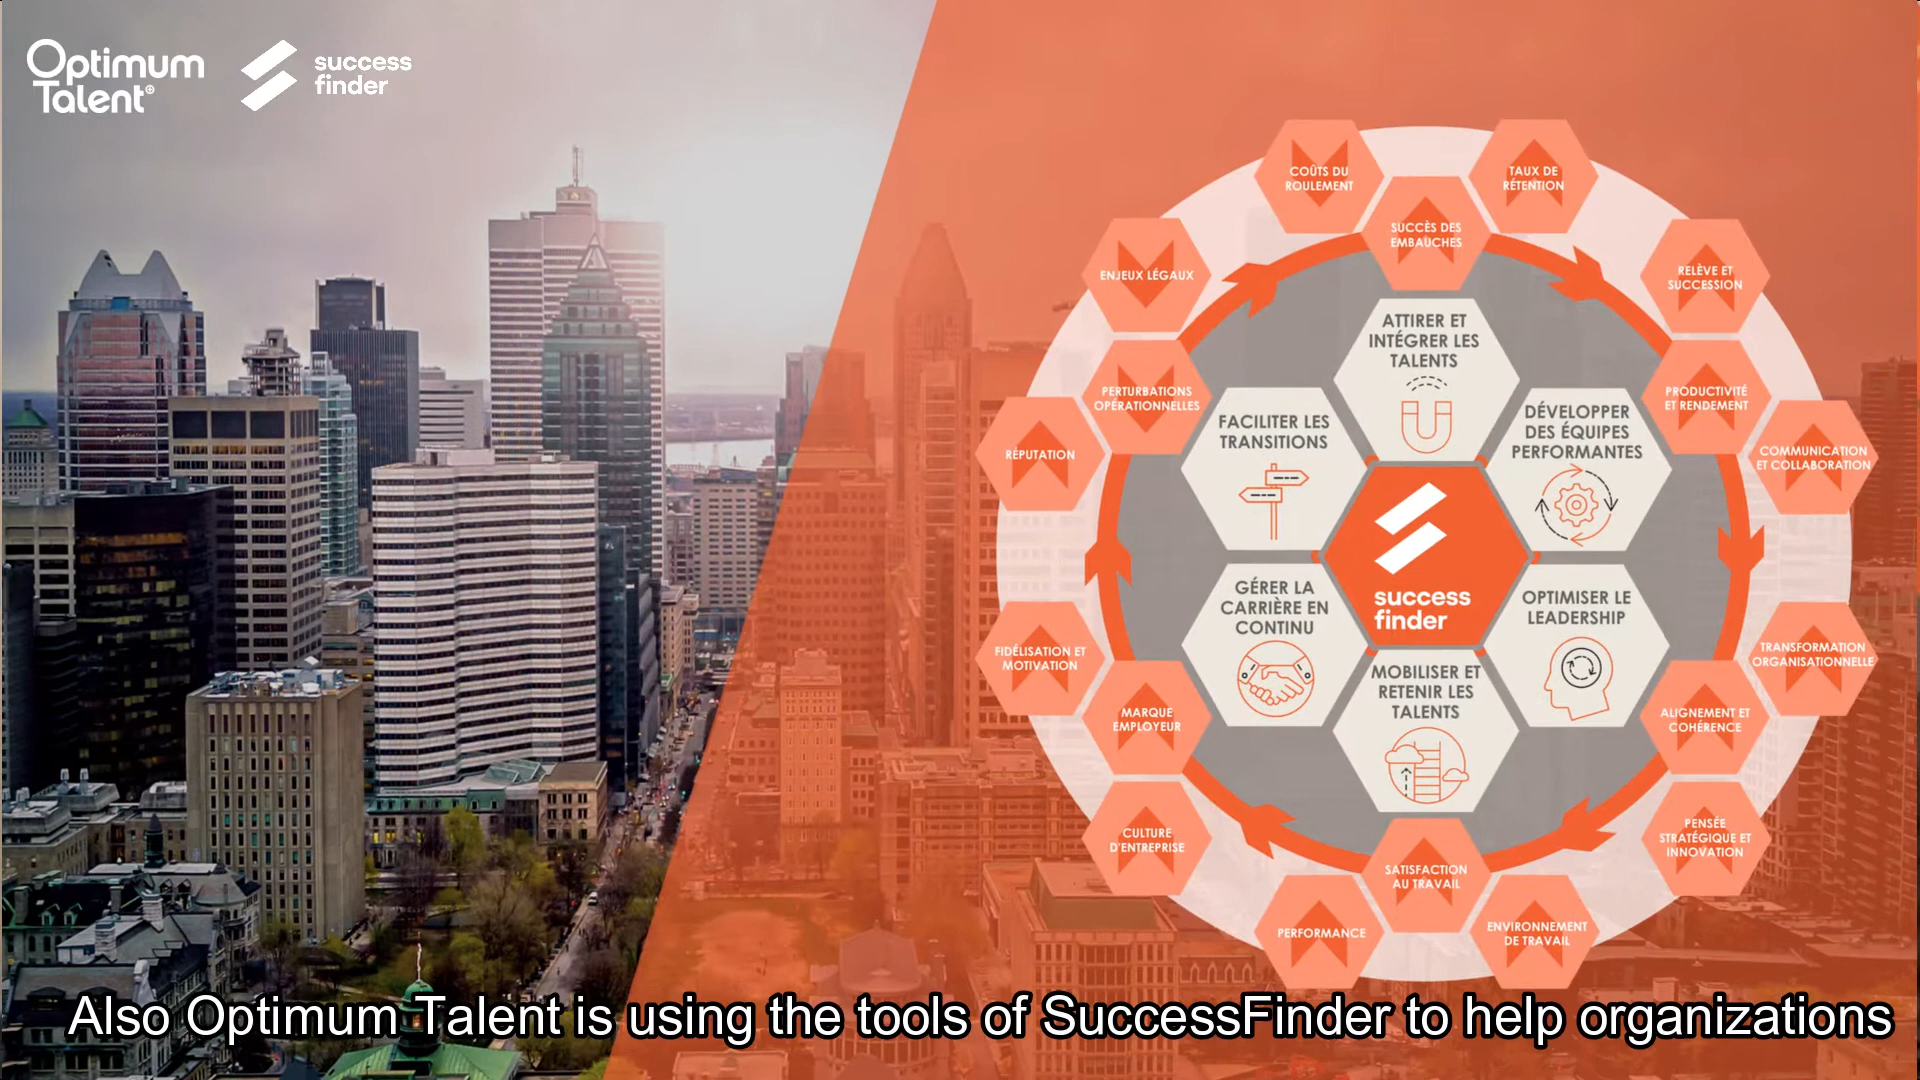 Optimum
Talent
success
finder
COÛTS DU
ROULEMENT
TAUX DE
RÉTENTION
SUCCÈS DES
EMBAUCHES
ENJEUX LÉGAUX
RELÈVE ET
SUCCESSION
PERTURBATIONS
OPÉRATIONNELLES
PRODUCTIVITÉ
ET RENDEMENT
RÉPUTATION
COMMUNICATION
ET COLLABORATION
ATTIRER ET
INTÉGRER LES
TALENTS
FACILITER LES
TRANSITIONS
DÉVELOPPER
DES ÉQUIPES
PERFORMANTES
success
finder
GÉRER LA
CARRIÈRE EN
CONTINU
OPTIMISER LE
LEADERSHIP
MOBILISER ET
RETENIR LES
TALENTS
FIDÉLISATION ET
MOTIVATION
TRANSFORMATION
ORGANISATIONNELLE
MARQUE
EMPLOYEUR
ALIGNEMENT ET
COHÉRENCE
CULTURE
D'ENTREPRISE
PENSÉE
STRATÉGIQUE ET
INNOVATION
SATISFACTION
AU TRAVAIL
PERFORMANCE
ENVIRONNEMENT
DE TRAVAIL
Also Optimum Talent is using the tools of SuccessFinder to help organizations